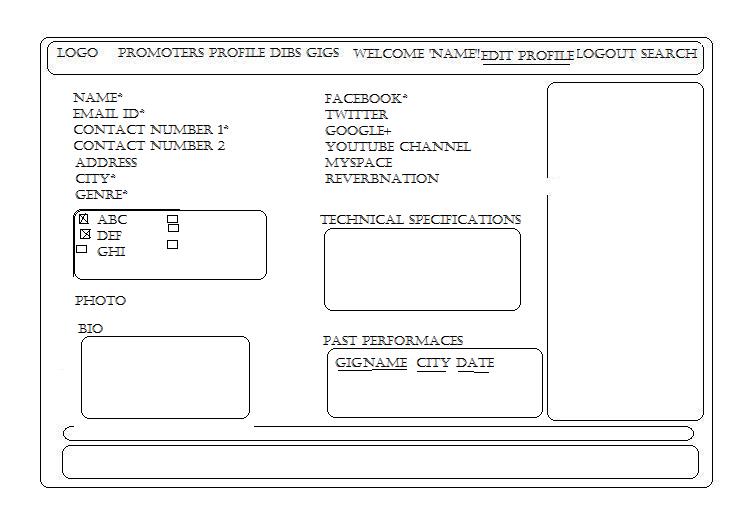 LOGO PROMOTERS PROFILE DIBS GIGS WELCOME 'NAME'! EDIT PROFILE LOGOUT SEARCH
NAME*
EMAIL ID*
CONTACT NUMBER 1*
CONTACT NUMBER 2
ADDRESS
CITY*
GENRE*
ABC
DEF
GHI
PHOTO
BIO
FACEBOOK*
TWITTER
GOOGLE+
YOUTUBE CHANNEL
MYSPACE
REVERBNATION
TECHNICAL SPECIFICATIONS
PAST PERFORMACES
GIGNAME CITY DATE